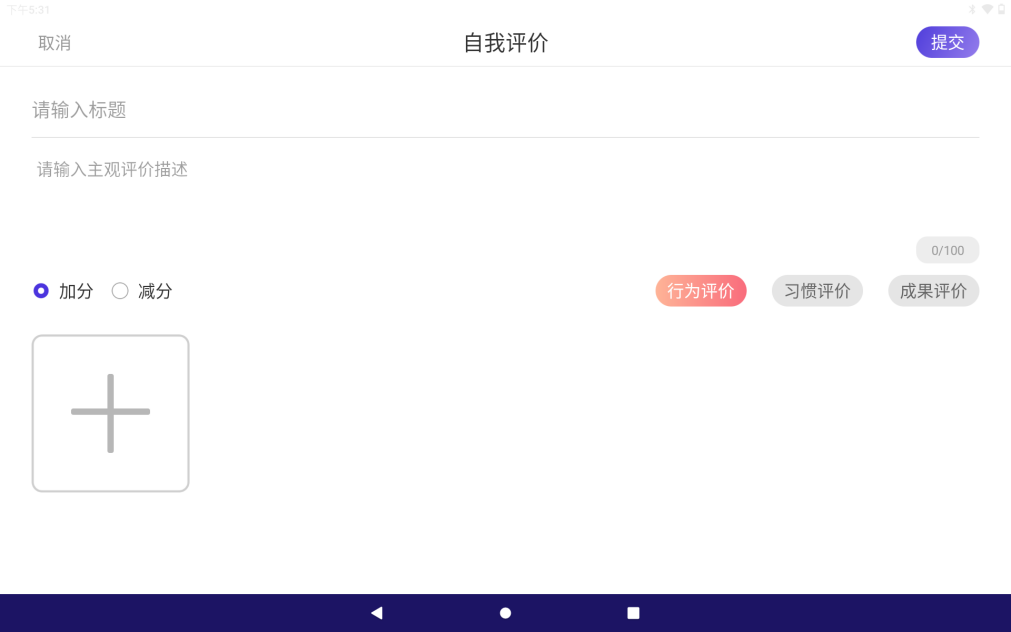 下午5:31
取消
自我评价
提交
请输入标题
请输入主观评价描述
0/100
加分 减分 行为评价 习惯评价 成果评价